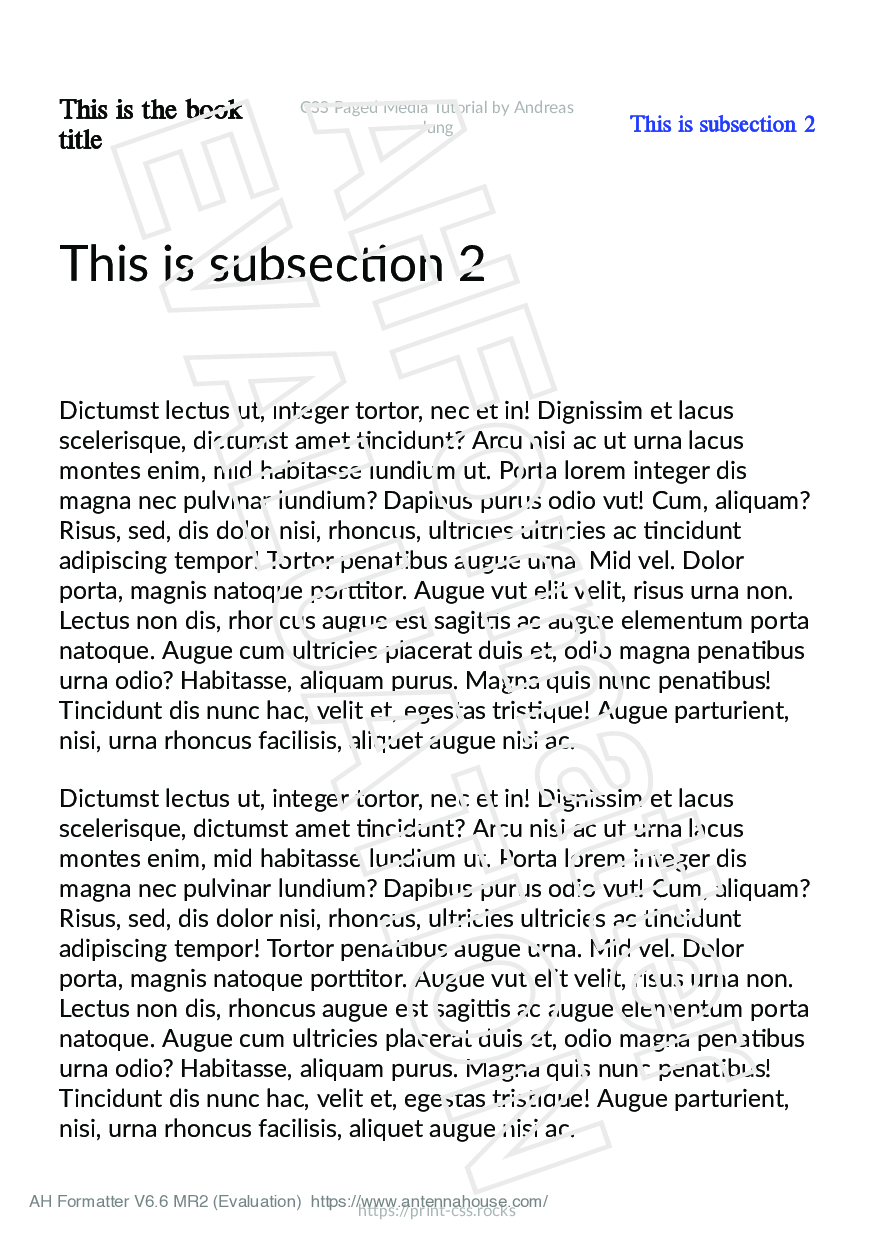 This is the book
title
CSS Paged Media Tutorial by Andreas
Jung
This is subsection 2
This is subsection 2
Dictumst lectus ut, integer tortor, nec et in! Dignissim et lacus
scelerisque, dictumst amet tincidunt? Arcu nisi ac ut urna lacus
montes enim, mid habitasse lundium ut. Porta lorem integer dis
magna nec pulvinar lundium? Dapibus purus odio vut! Cum, aliquam?
Risus, sed, dis dolor nisi, rhoncus, ultricies ultricies ac tincidunt
adipiscing tempor! Tortor penatibus augue urna. Mid vel. Dolor
porta, magnis natoque porttitor. Augue vut elit velit, risus urna non.
Lectus non dis, rhoncus augue est sagittis ac augue elementum porta
natoque. Augue cum ultricies placerat duis et, odio magna penatibus
urna odio? Habitasse, aliquam purus. Magna quis nunc penatibus!
Tincidunt dis nunc hac, velit et, egestas tristique! Augue parturient,
nisi, urna rhoncus facilisis, aliquet augue nisi ac.
Dictumst lectus ut, integer tortor, nec et in! Dignissim et lacus
scelerisque, dictumst amet tincidunt? Arcu nisi ac ut urna lacus
montes enim, mid habitasse lundium ut. Porta lorem integer dis
magna nec pulvinar lundium? Dapibus purus odio vut! Cum, aliquam?
Risus, sed, dis dolor nisi, rhoncus, ultricies ultricies ac tincidunt
adipiscing tempor! Tortor penatibus augue urna. Mid vel. Dolor
porta, magnis natoque porttitor. Augue vut elit velit, risus urna non.
Lectus non dis, rhoncus augue est sagittis ac augue elementum porta
natoque. Augue cum ultricies placerat duis et, odio magna penatibus
urna odio? Habitasse, aliquam purus. Magna quis nunc penatibus!
Tincidunt dis nunc hac, velit et, egestas tristique! Augue parturient,
nisi, urna rhoncus facilisis, aliquet augue nisi ac.
AHFormatter
EVALUATION
AH Formatter V6.6 MR2 (Evaluation) https://www.antennahouse.com/
https://print-css.rocks